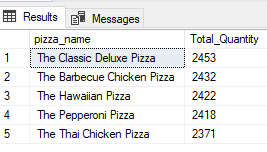 Results Messages
pizza_name Total_Quantity
1 The Classic Deluxe Pizza 2453
2 The Barbecue Chicken Pizza 2432
3 The Hawaiian Pizza 2422
4 The Pepperoni Pizza 2418
5 The Thai Chicken Pizza 2371